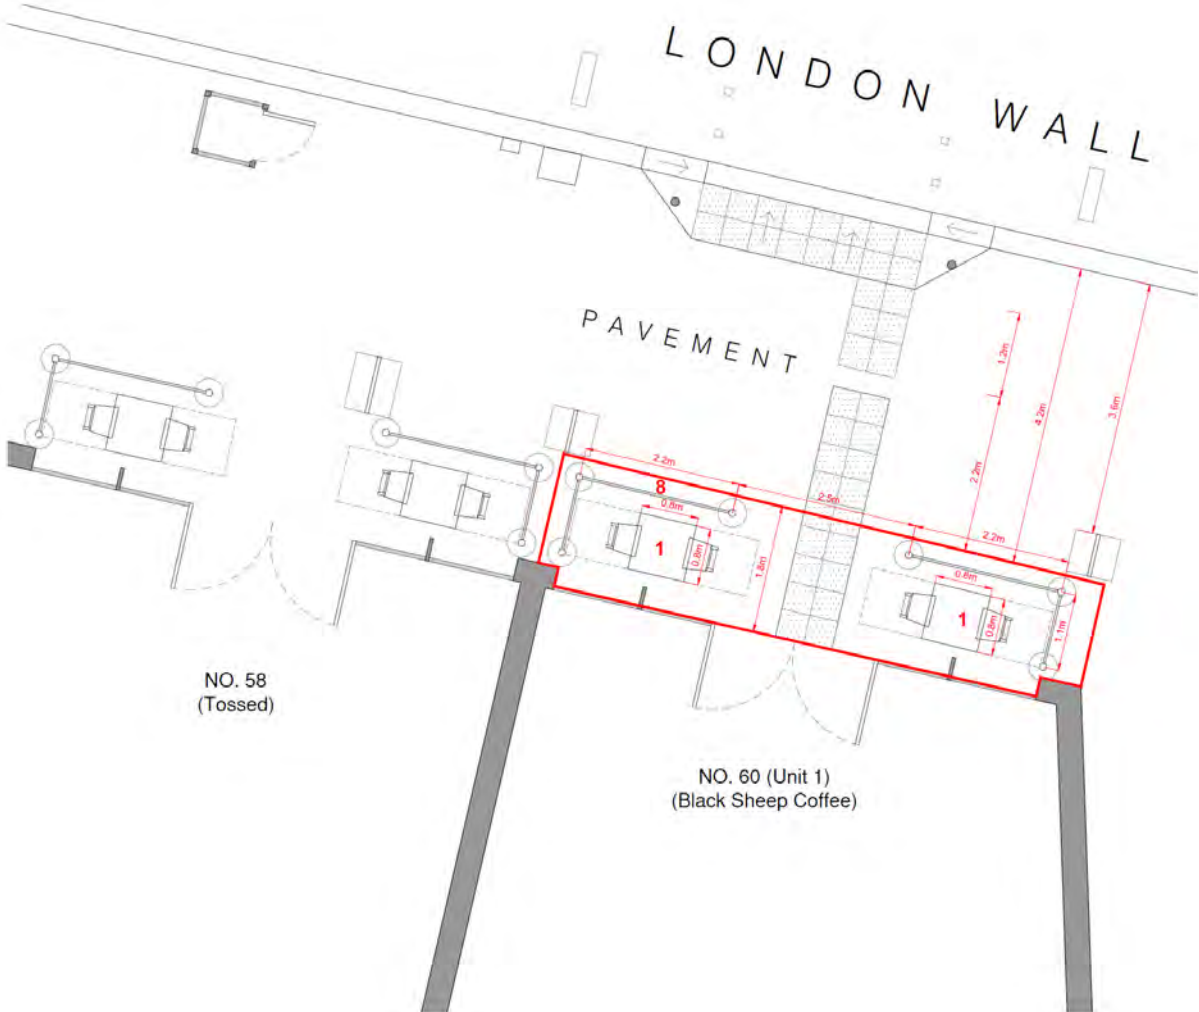 LONDON WALL
PAVEMENT
1.2m
4.2m
3.6m
2.2m
2.2m
8
2.5m
0.8m
2.2m
1
0.8m
1.8m
0.8m
1
0.8m
1.1m
NO. 58
(Tossed)
NO. 60 (Unit 1)
(Black Sheep Coffee)